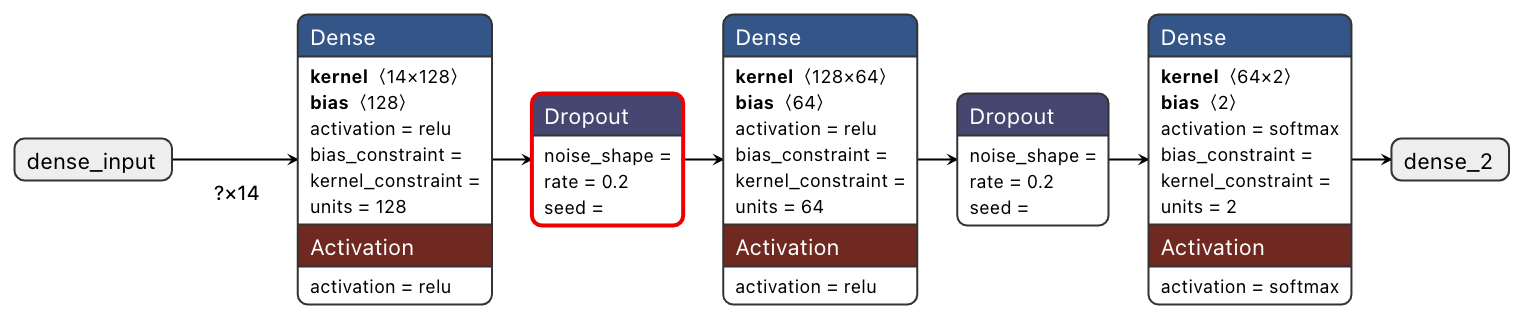 dense_input
?×14
Dense
kernel 〈14×128〉
bias 〈128〉
activation = relu
bias_constraint =
kernel_constraint =
units = 128
Activation
activation = relu
Dropout
noise_shape =
rate = 0.2
seed =
Dense
kernel 〈128×64〉
bias 〈64〉
activation = relu
bias_constraint =
kernel_constraint =
units = 64
Activation
activation = relu
Dropout
noise_shape =
rate = 0.2
seed =
Dense
kernel 〈64×2〉
bias 〈2〉
activation = softmax
bias_constraint =
kernel_constraint =
units = 2
Activation
activation = softmax
dense_2